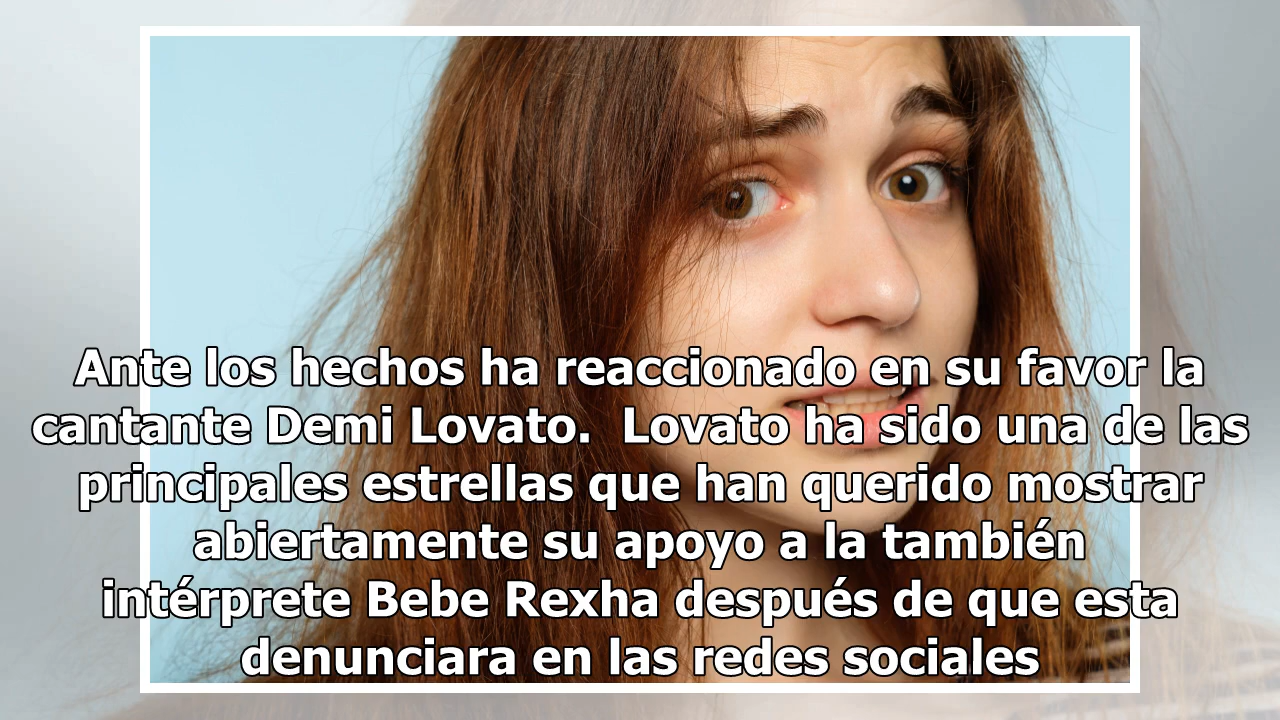 Ante los hechos ha reaccionado en su favor la
cantante Demi Lovato.  Lovato ha sido una de las
principales estrellas que han querido mostrar
abiertamente su apoyo a la también
intérprete Bebe Rexha después de que esta
denunciara en las redes sociales